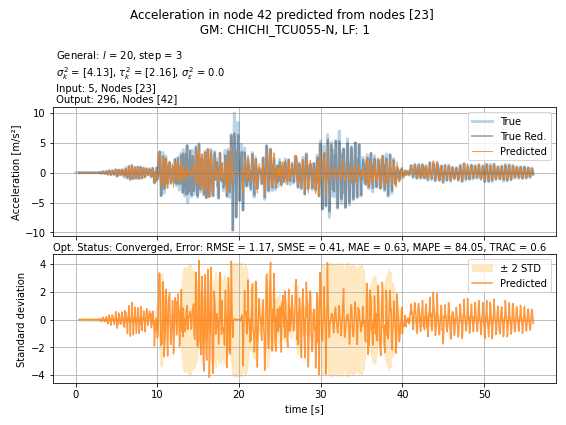 Acceleration in node 42 predicted from nodes [23]
GM: CHICHI_TCU055-N, LF: 1
General: l = 20, step = 3
σ²ₖ = [4.13], τ²ₖ = [2.16], σ²ε = 0.0
Input: 5, Nodes [23]
Output: 296, Nodes [42]
Acceleration [m/s²]
10
5
0
−5
−10
True
True Red.
Predicted
Opt. Status: Converged, Error: RMSE = 1.17, SMSE = 0.41, MAE = 0.63, MAPE = 84.05, TRAC = 0.6
Standard deviation
4
2
0
−2
−4
± 2 STD
Predicted
0 10 20 30 40 50
time [s]